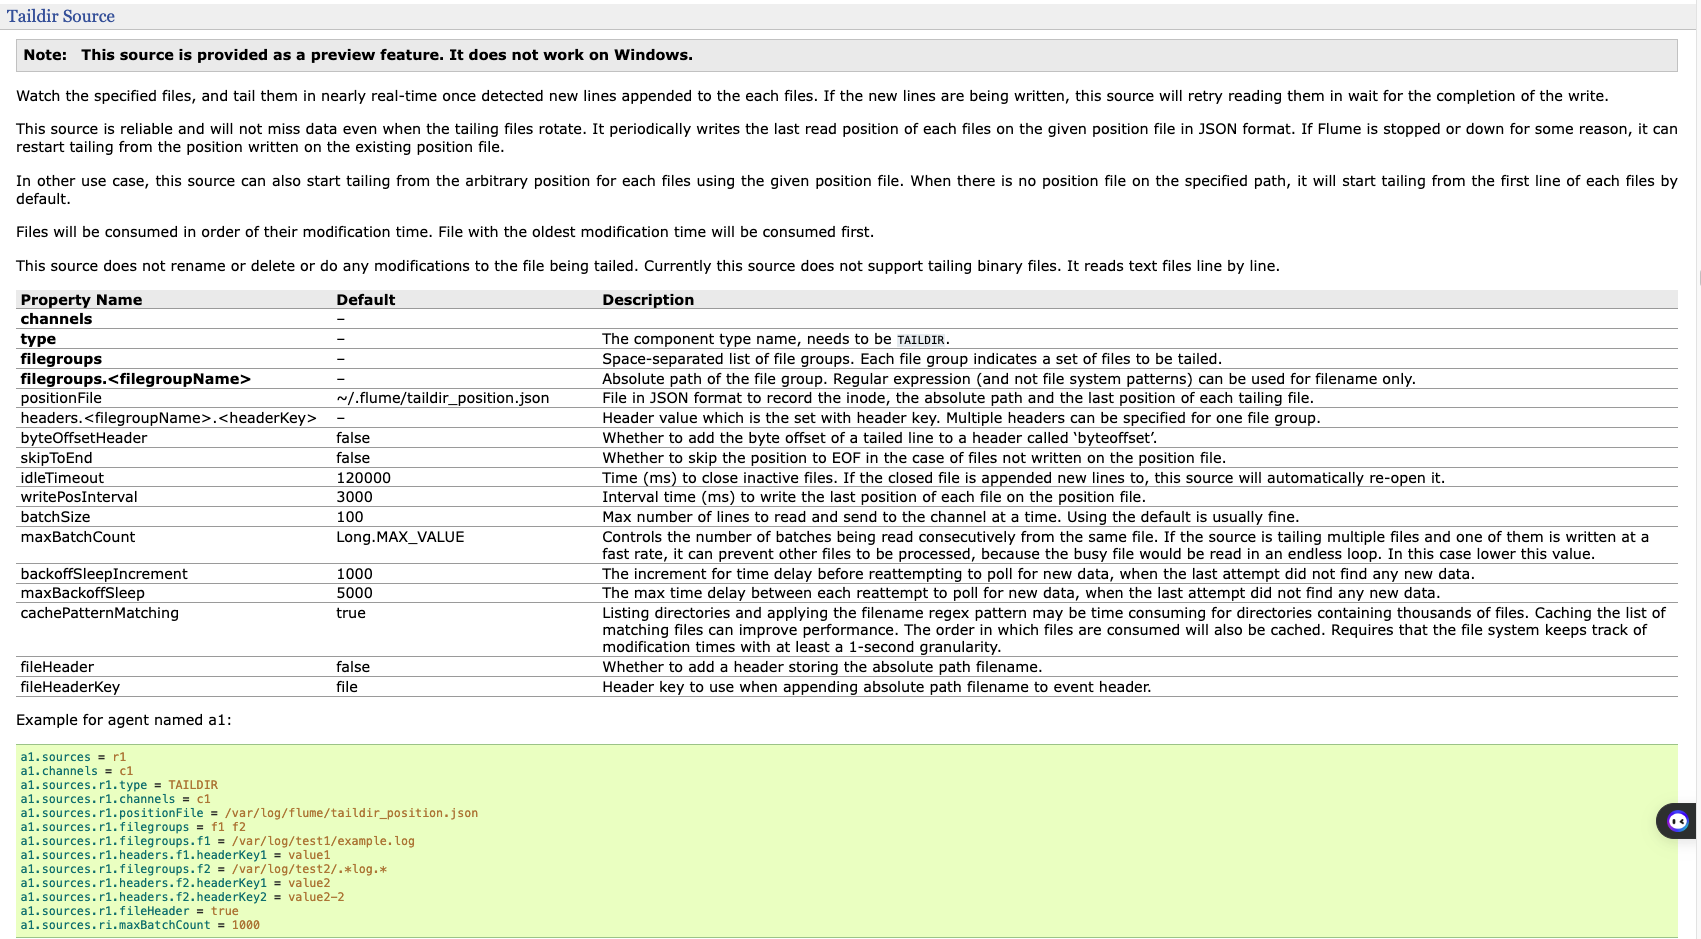 Taildir Source
Note: This source is provided as a preview feature. It does not work on Windows.
Watch the specified files, and tail them in nearly real-time once detected new lines appended to the each files. If the new lines are being written, this source will retry reading them in wait for the completion of the write.
This source is reliable and will not miss data even when the tailing files rotate. It periodically writes the last read position of each files on the given position file in JSON format. If Flume is stopped or down for some reason, it can
restart tailing from the position written on the existing position file.
In other use case, this source can also start tailing from the arbitrary position for each files using the given position file. When there is no position file on the specified path, it will start tailing from the first line of each files by
default.
Files will be consumed in order of their modification time. File with the oldest modification time will be consumed first.
This source does not rename or delete or do any modifications to the file being tailed. Currently this source does not support tailing binary files. It reads text files line by line.
Property Name Default Description
channels –
type – The component type name, needs to be TAILDIR.
filegroups – Space-separated list of file groups. Each file group indicates a set of files to be tailed.
filegroups.<filegroupName> – Absolute path of the file group. Regular expression (and not file system patterns) can be used for filename only.
positionFile ~/.flume/taildir_position.json File in JSON format to record the inode, the absolute path and the last position of each tailing file.
headers.<filegroupName>.<headerKey> – Header value which is the set with header key. Multiple headers can be specified for one file group.
byteOffsetHeader false Whether to add the byte offset of a tailed line to a header called ‘byteoffset’.
skipToEnd false Whether to skip the position to EOF in the case of files not written on the position file.
idleTimeout 120000 Time (ms) to close inactive files. If the closed file is appended new lines to, this source will automatically re-open it.
writePosInterval 3000 Interval time (ms) to write the last position of each file on the position file.
batchSize 100 Max number of lines to read and send to the channel at a time. Using the default is usually fine.
maxBatchCount Long.MAX_VALUE Controls the number of batches being read consecutively from the same file. If the source is tailing multiple files and one of them is written at a
fast rate, it can prevent other files to be processed, because the busy file would be read in an endless loop. In this case lower this value.
backoffSleepIncrement 1000 The increment for time delay before reattempting to poll for new data, when the last attempt did not find any new data.
maxBackoffSleep 5000 The max time delay between each reattempt to poll for new data, when the last attempt did not find any new data.
cachePatternMatching true Listing directories and applying the filename regex pattern may be time consuming for directories containing thousands of files. Caching the list of
matching files can improve performance. The order in which files are consumed will also be cached. Requires that the file system keeps track of
modification times with at least a 1-second granularity.
fileHeader false Whether to add a header storing the absolute path filename.
fileHeaderKey file Header key to use when appending absolute path filename to event header.
Example for agent named a1:
a1.sources = r1
a1.channels = c1
a1.sources.r1.type = TAILDIR
a1.sources.r1.channels = c1
a1.sources.r1.positionFile = /var/log/flume/taildir_position.json
a1.sources.r1.filegroups = f1 f2
a1.sources.r1.filegroups.f1 = /var/log/test1/example.log
a1.sources.r1.headers.f1.headerKey1 = value1
a1.sources.r1.filegroups.f2 = /var/log/test2/.*log.*
a1.sources.r1.headers.f2.headerKey1 = value2
a1.sources.r1.headers.f2.headerKey2 = value2-2
a1.sources.r1.fileHeader = true
a1.sources.ri.maxBatchCount = 1000